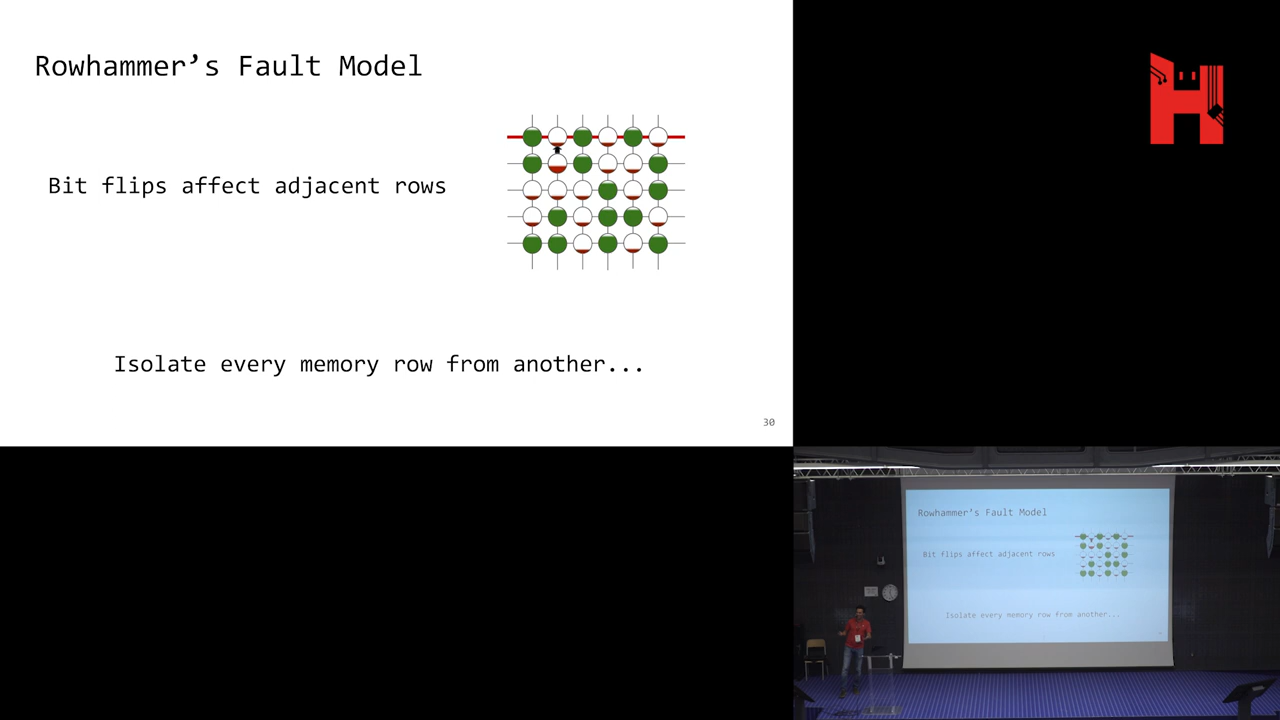 Rowhammer’s Fault Model
Bit flips affect adjacent rows
Isolate every memory row from another...
30
H
Rowhammer’s Fault Model
Bit flips affect adjacent rows
Isolate every memory row from another...